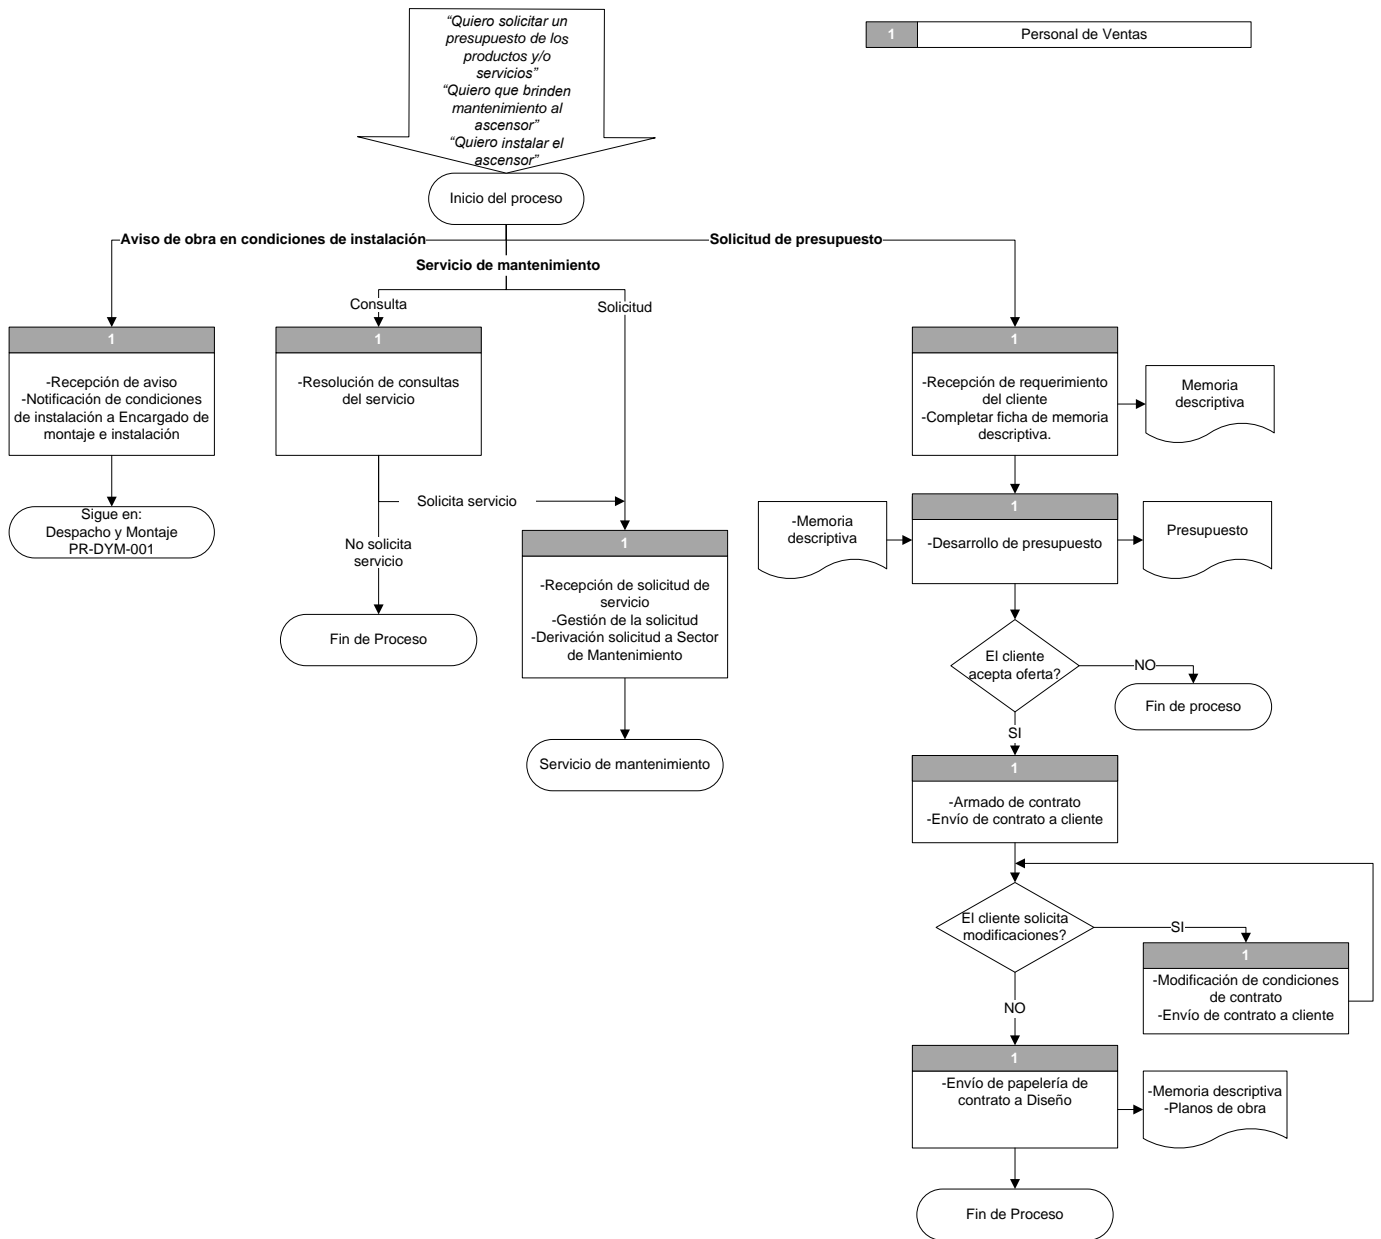 “Quiero solicitar un
presupuesto de los
productos y/o
servicios”
“Quiero que brinden
mantenimiento al
ascensor”
“Quiero instalar el
ascensor”
1
Personal de Ventas
Inicio del proceso
Aviso de obra en condiciones de instalación
Solicitud de presupuesto
Servicio de mantenimiento
Consulta
Solicitud
1
-Recepción de aviso
-Notificación de condiciones
de instalación a Encargado de
montaje e instalación
Sigue en:
Despacho y Montaje
PR-DYM-001
1
-Resolución de consultas
del servicio
Solicita servicio
No solicita
servicio
Fin de Proceso
1
-Recepción de solicitud de
servicio
-Gestión de la solicitud
-Derivación solicitud a Sector
de Mantenimiento
Servicio de mantenimiento
1
-Recepción de requerimiento
del cliente
-Completar ficha de memoria
descriptiva.
Memoria
descriptiva
-Memoria
descriptiva
1
-Desarrollo de presupuesto
Presupuesto
El cliente
acepta oferta?
NO
Fin de proceso
SI
1
-Armado de contrato
-Envío de contrato a cliente
El cliente solicita
modificaciones?
SI
1
-Modificación de condiciones
de contrato
-Envío de contrato a cliente
NO
1
-Envío de papelería de
contrato a Diseño
-Memoria descriptiva
-Planos de obra
Fin de Proceso